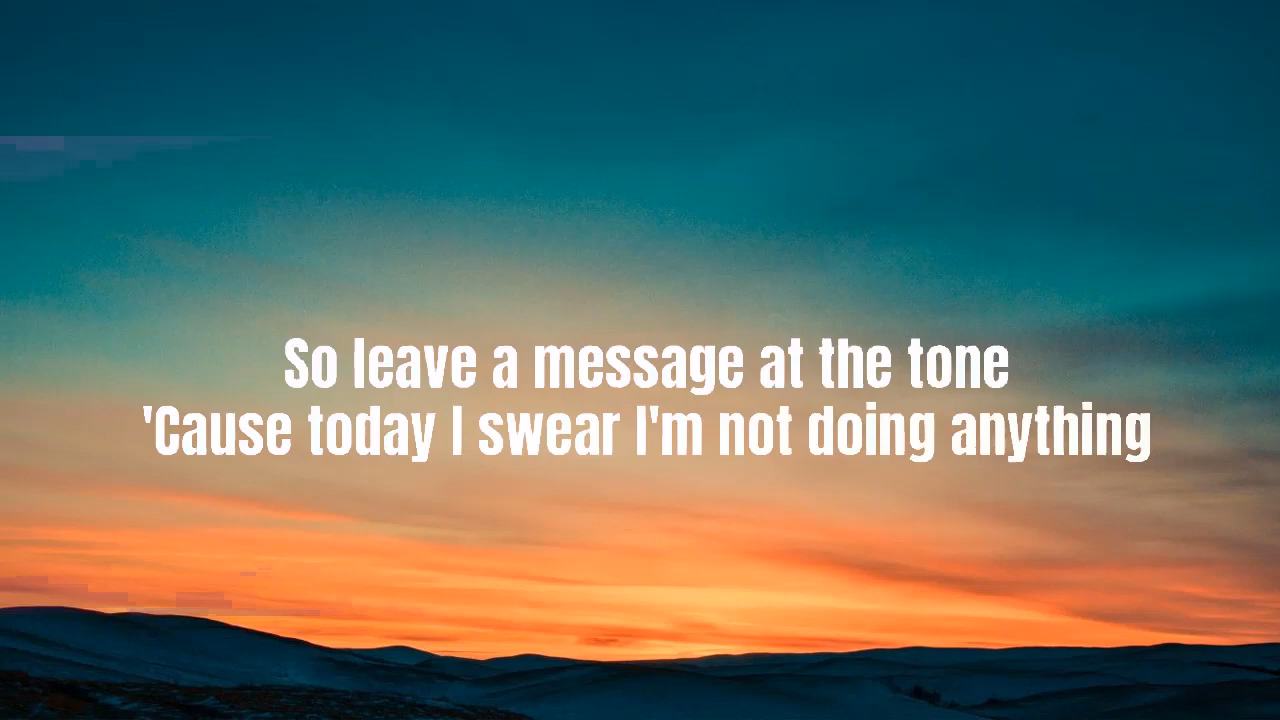 So leave a message at the tone
'Cause today I swear I'm not doing anything